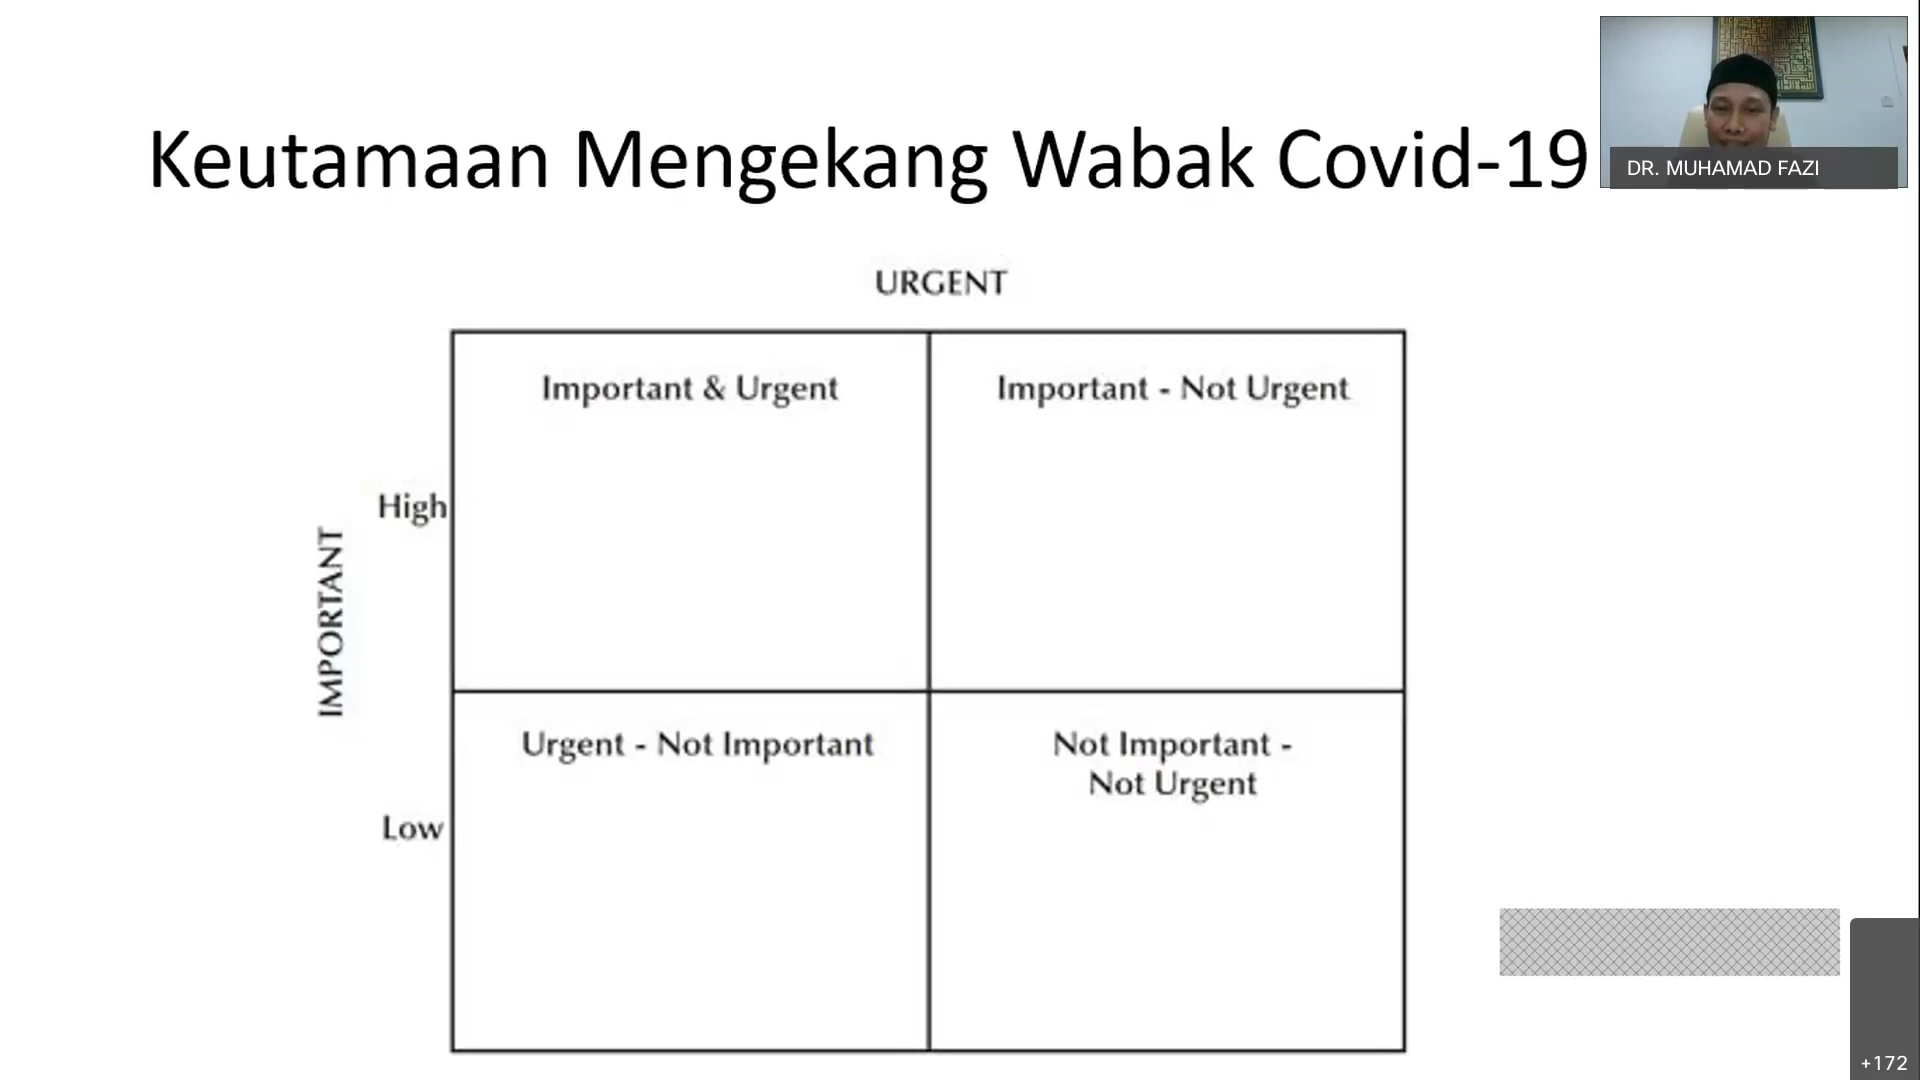 Keutamaan Mengekang Wabak Covid-19
DR. MUHAMAD FAZI
URGENT
Important & Urgent
Important - Not Urgent
High
IMPORTANT
Urgent - Not Important
Not Important -
Not Urgent
Low
+172